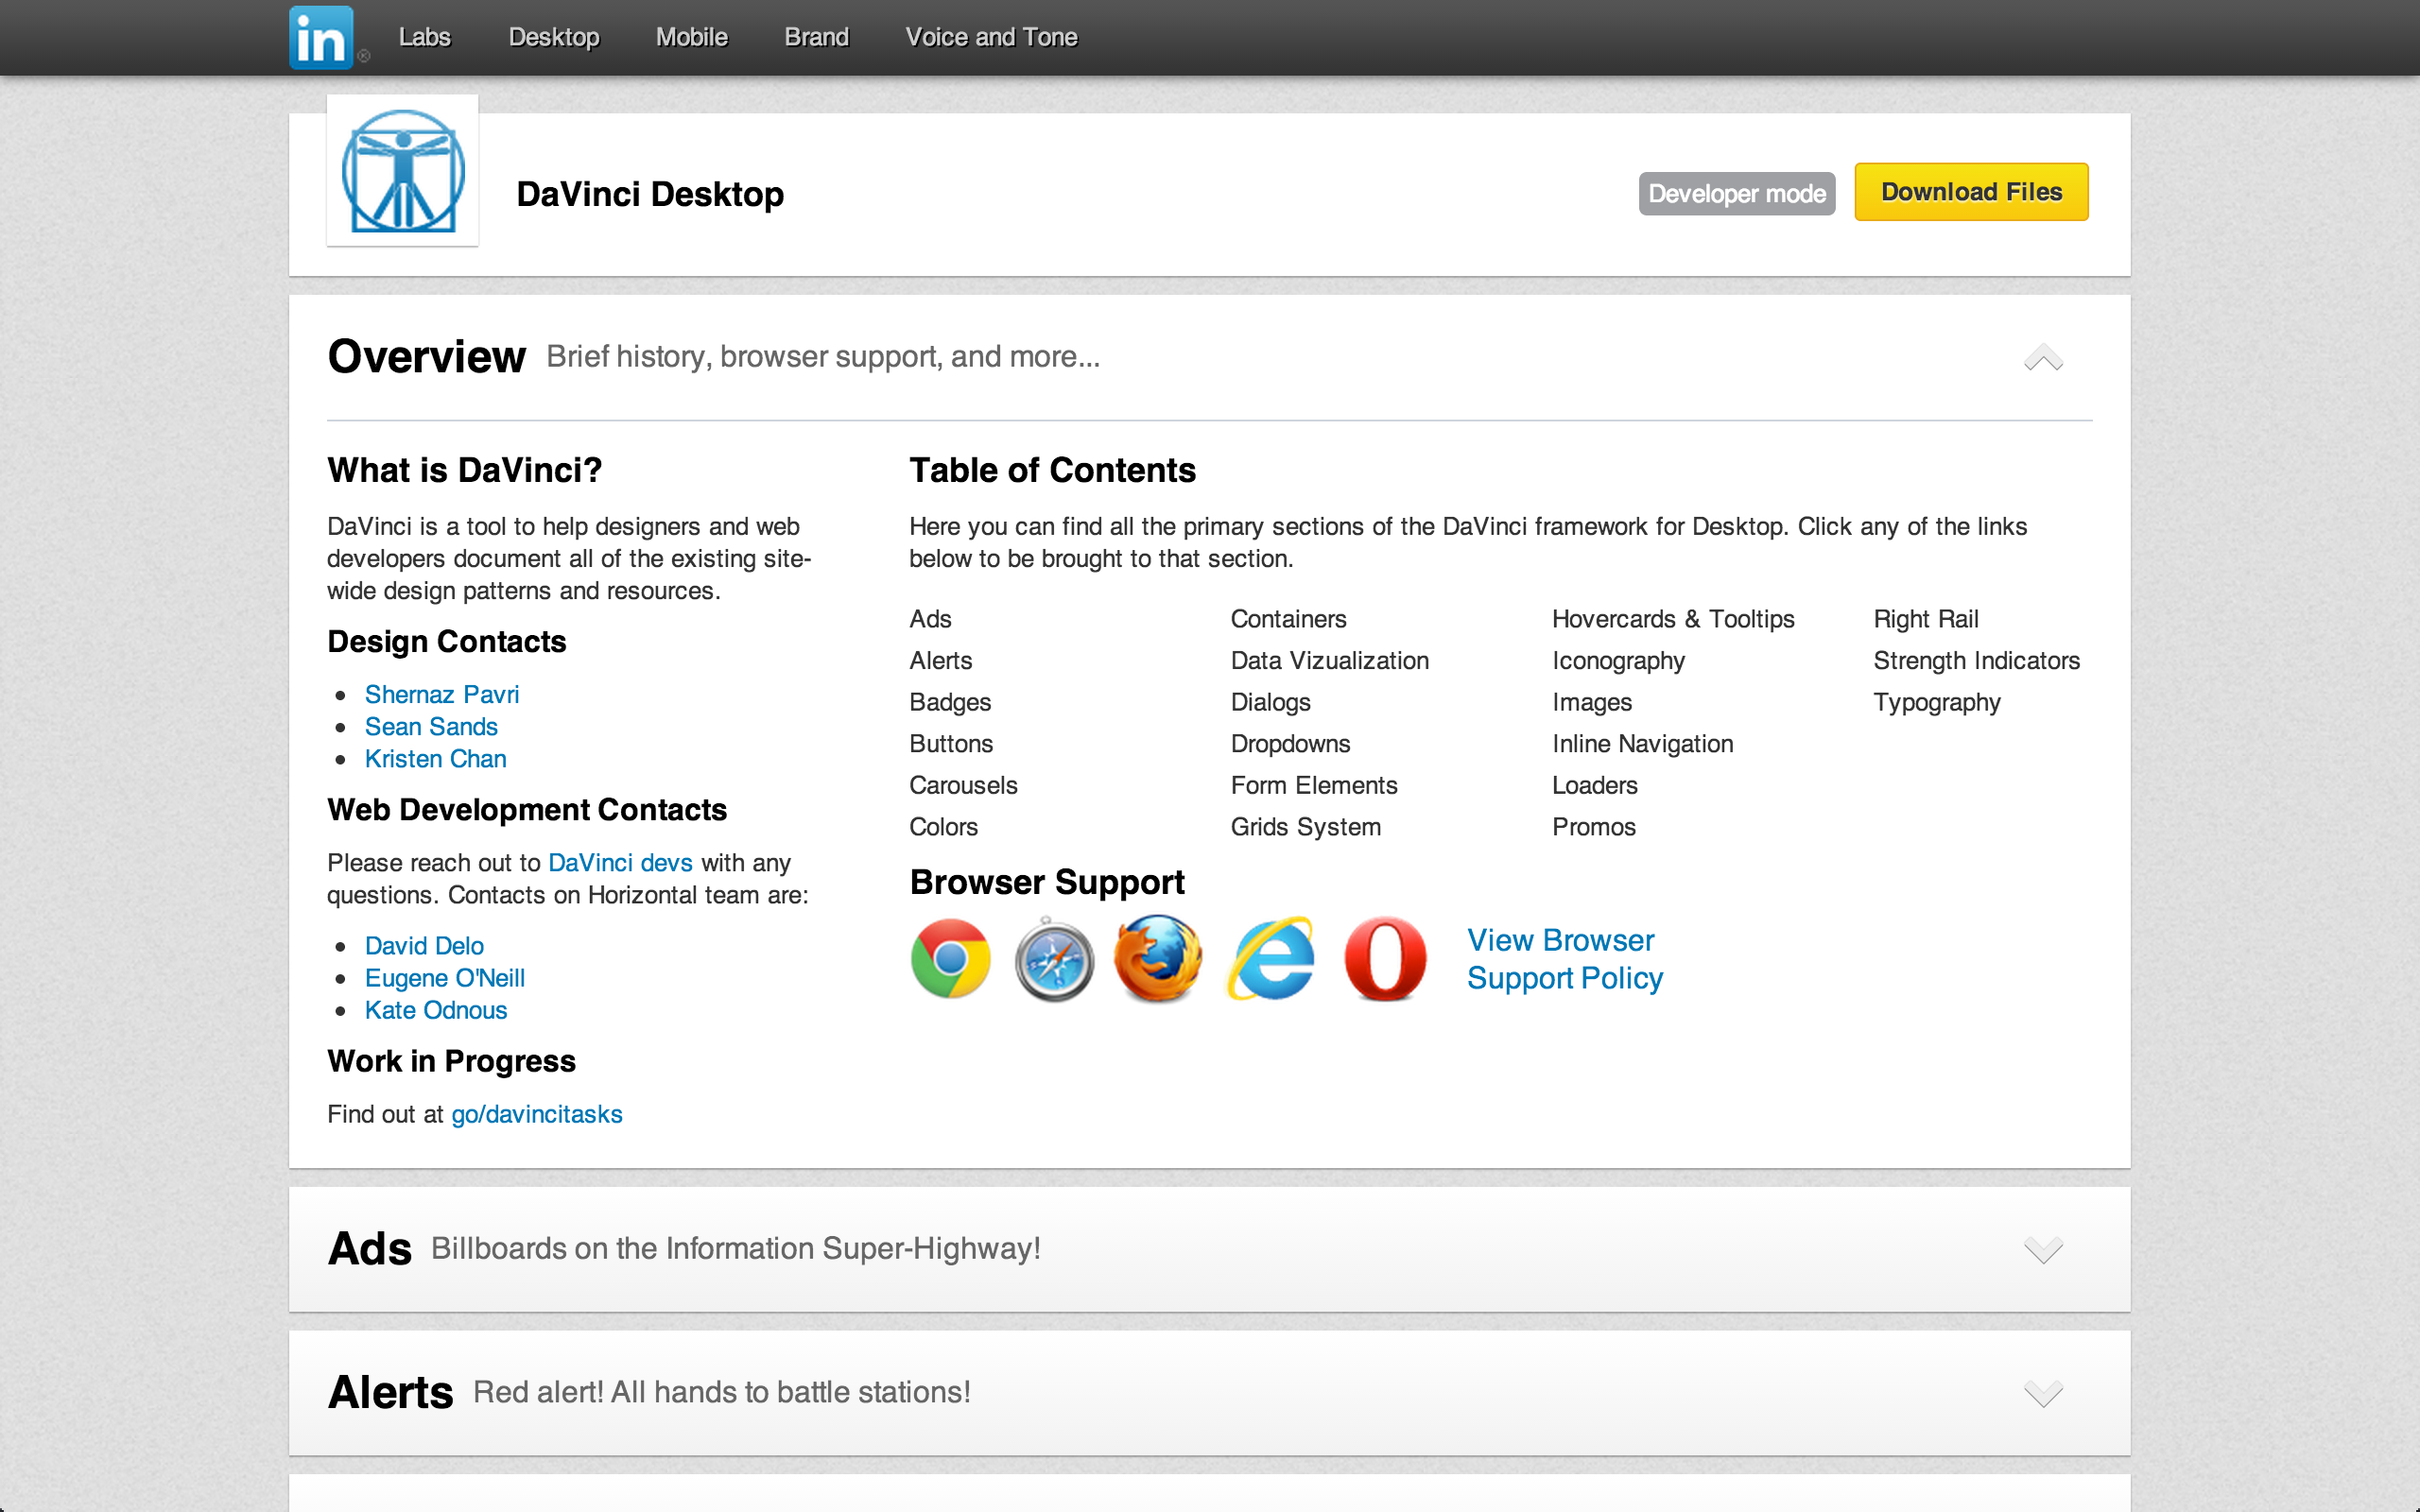 in ®
Labs
Desktop
Mobile
Brand
Voice and Tone
DaVinci Desktop
Developer mode
Download Files
Overview Brief history, browser support, and more...
What is DaVinci?
DaVinci is a tool to help designers and web
developers document all of the existing site-
wide design patterns and resources.
Design Contacts
Shernaz Pavri
Sean Sands
Kristen Chan
Web Development Contacts
Please reach out to DaVinci devs with any
questions. Contacts on Horizontal team are:
David Delo
Eugene O'Neill
Kate Odnous
Work in Progress
Find out at go/davincitasks
Table of Contents
Here you can find all the primary sections of the DaVinci framework for Desktop. Click any of the links
below to be brought to that section.
Ads
Alerts
Badges
Buttons
Carousels
Colors
Containers
Data Vizualization
Dialogs
Dropdowns
Form Elements
Grids System
Hovercards & Tooltips
Iconography
Images
Inline Navigation
Loaders
Promos
Right Rail
Strength Indicators
Typography
Browser Support
View Browser
Support Policy
Ads Billboards on the Information Super-Highway!
Alerts Red alert! All hands to battle stations!